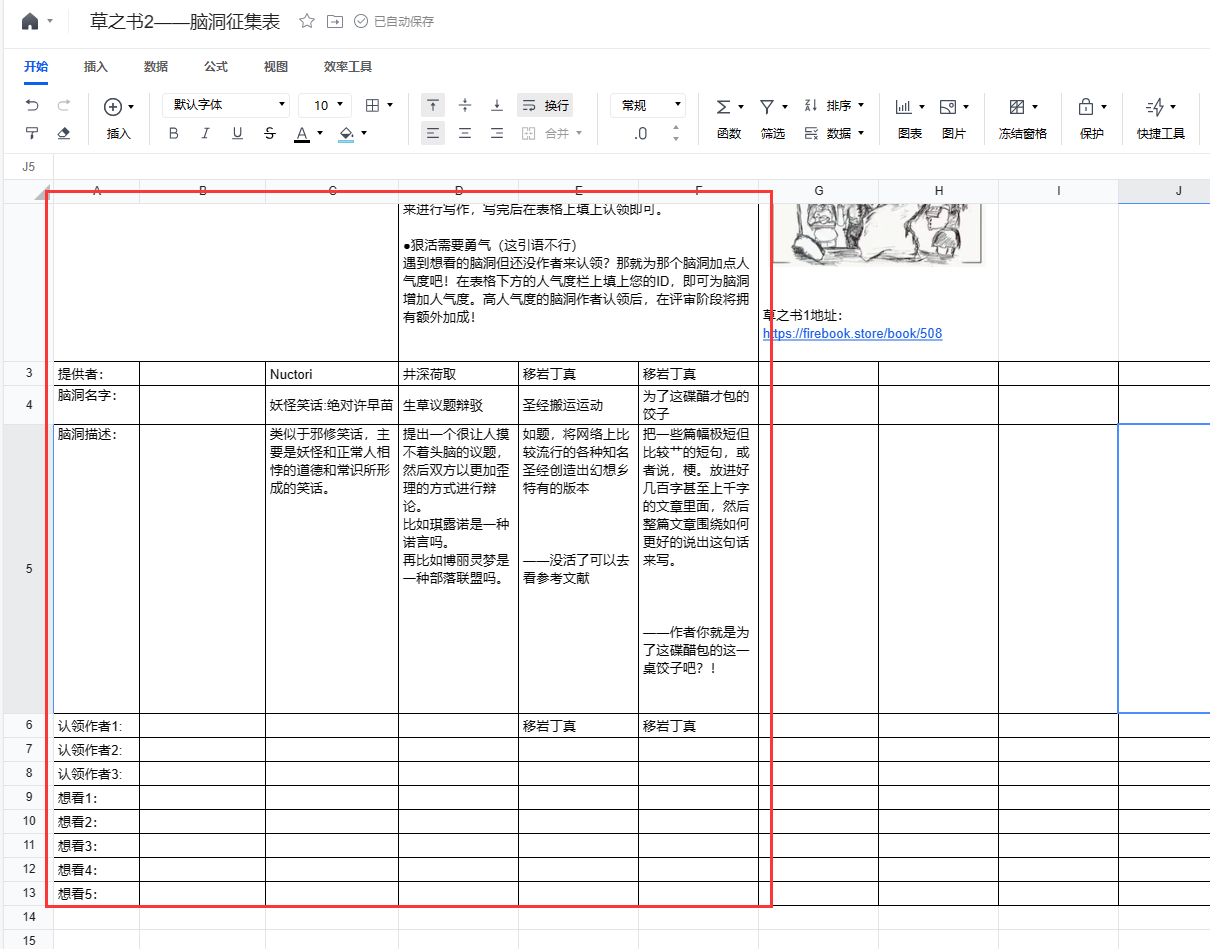 草之书2——脑洞征集表 已自动保存
开始 插入 数据 公式 视图 效率工具
默认字体 10 换行 常规 排序
插入 B I U S A 合并 .0 函数 筛选 数据 图表 图片 冻结窗格 保护 快捷工具
J5
A B C D E F G H I J
来进行写作，写完后在表格上填上认领即可。
●狠活需要勇气（这引语不行）
遇到想看的脑洞但还没作者来认领？那就为那个脑洞加点人
气度吧！在表格下方的人气度栏上填上您的ID，即可为脑洞
增加人气度。高人气度的脑洞作者认领后，在评审阶段将拥
有额外加成！
草之书1地址：
https://firebook.store/book/508
3 提供者： Nuctori 井深荷取 移岩丁真 移岩丁真
4 脑洞名字： 妖怪笑话:绝对许早苗 生草议题辩驳 圣经搬运运动 为了这碟醋才包的
饺子
5 脑洞描述：
类似于邪修笑话，主
要是妖怪和正常人相
悖的道德和常识所形
成的笑话。
提出一个很让人摸
不着头脑的议题，
然后双方以更加歪
理的方式进行辩
论。
比如琪露诺是一种
诺言吗。
再比如博丽灵梦是
一种部落联盟吗。
如题，将网络上比
较流行的各种知名
圣经创造出幻想乡
特有的版本
——没活了可以去
看参考文献
把一些篇幅极短但
比较艹的短句，或
者说，梗。放进好
几百字甚至上千字
的文章里面，然后
整篇文章围绕如何
更好的说出这句话
来写。
——作者你就是为
了这碟醋包的这一
桌饺子吧？！
6 认领作者1: 移岩丁真 移岩丁真
7 认领作者2:
8 认领作者3:
9 想看1：
10 想看2：
11 想看3：
12 想看4：
13 想看5：
14
15